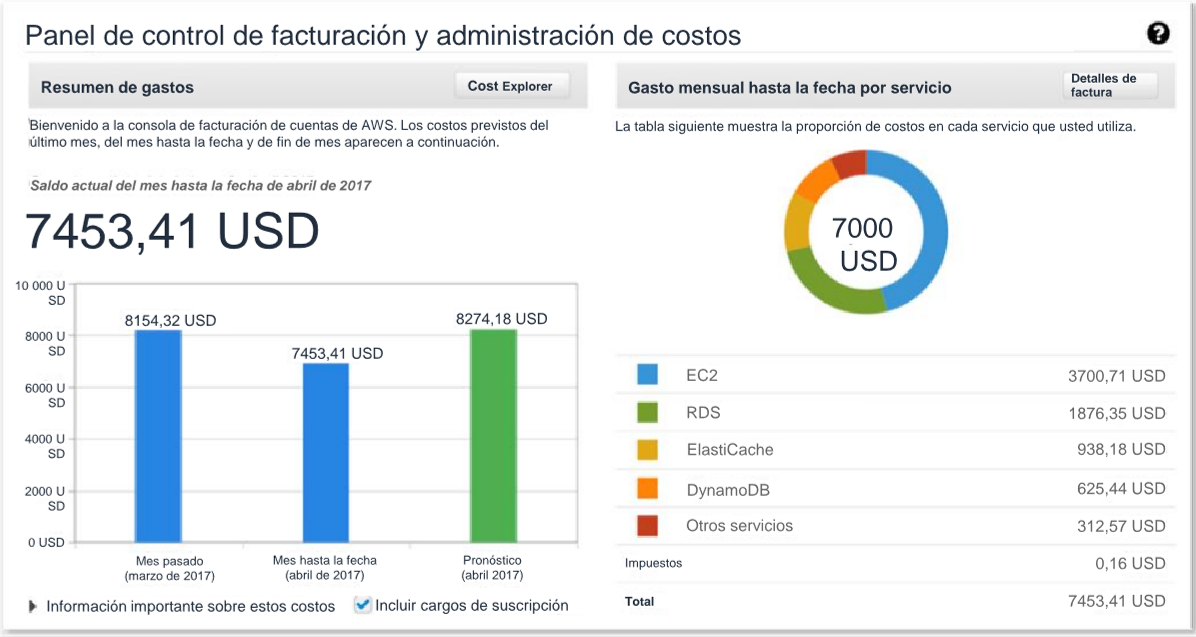 Panel de control de facturación y administración de costos
?
Resumen de gastos
Cost Explorer
Bienvenido a la consola de facturación de cuentas de AWS. Los costos previstos del
último mes, del mes hasta la fecha y de fin de mes aparecen a continuación.
Saldo actual del mes hasta la fecha de abril de 2017
7453,41 USD
10 000 U
SD
8000 U
SD
6000 U
SD
4000 U
SD
2000 U
SD
0 USD
8154,32 USD
7453,41 USD
8274,18 USD
Mes pasado
(marzo de 2017)
Mes hasta la fecha
(abril de 2017)
Pronóstico
(abril 2017)
Información importante sobre estos costos
Incluir cargos de suscripción
Gasto mensual hasta la fecha por servicio
Detalles de
factura
La tabla siguiente muestra la proporción de costos en cada servicio que usted utiliza.
7000
USD
EC2 3700,71 USD
RDS 1876,35 USD
ElastiCache 938,18 USD
DynamoDB 625,44 USD
Otros servicios 312,57 USD
Impuestos 0,16 USD
Total 7453,41 USD